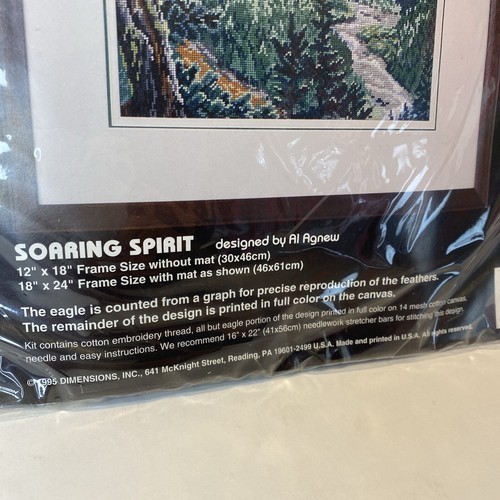 SOARING SPIRIT designed by Al Agnew
12" x 18" Frame Size without mat (30x46cm)
18" x 24" Frame Size with mat as shown (46x61cm)
The eagle is counted from a graph for precise reproduction of the feathers.
The remainder of the design is printed in full color on the canvas.
Kit contains cotton embroidery thread, all but eagle portion of design printed in full color on 14 mesh cotton canvas,
needle and easy instructions. We recommend 16" x 22" (41x56cm) needlework stretcher bars for stitching this design.
© 1995 DIMENSIONS, INC., 641 McKnight Street, Reading, PA 19601-2499 U.S.A. Made and printed in U.S.A. All rights reserved.